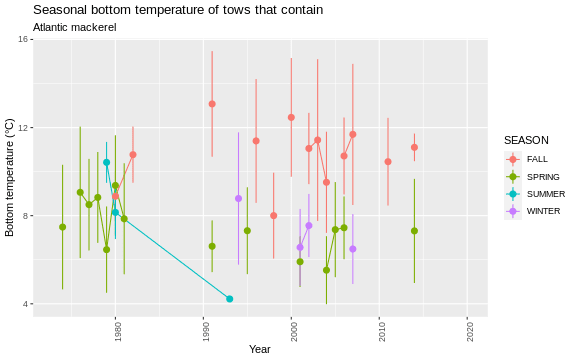 Seasonal bottom temperature of tows that contain
Atlantic mackerel
16
12
8
4
Bottom temperature (°C)
1980
1990
2000
2010
2020
Year
SEASON
FALL
SPRING
SUMMER
WINTER